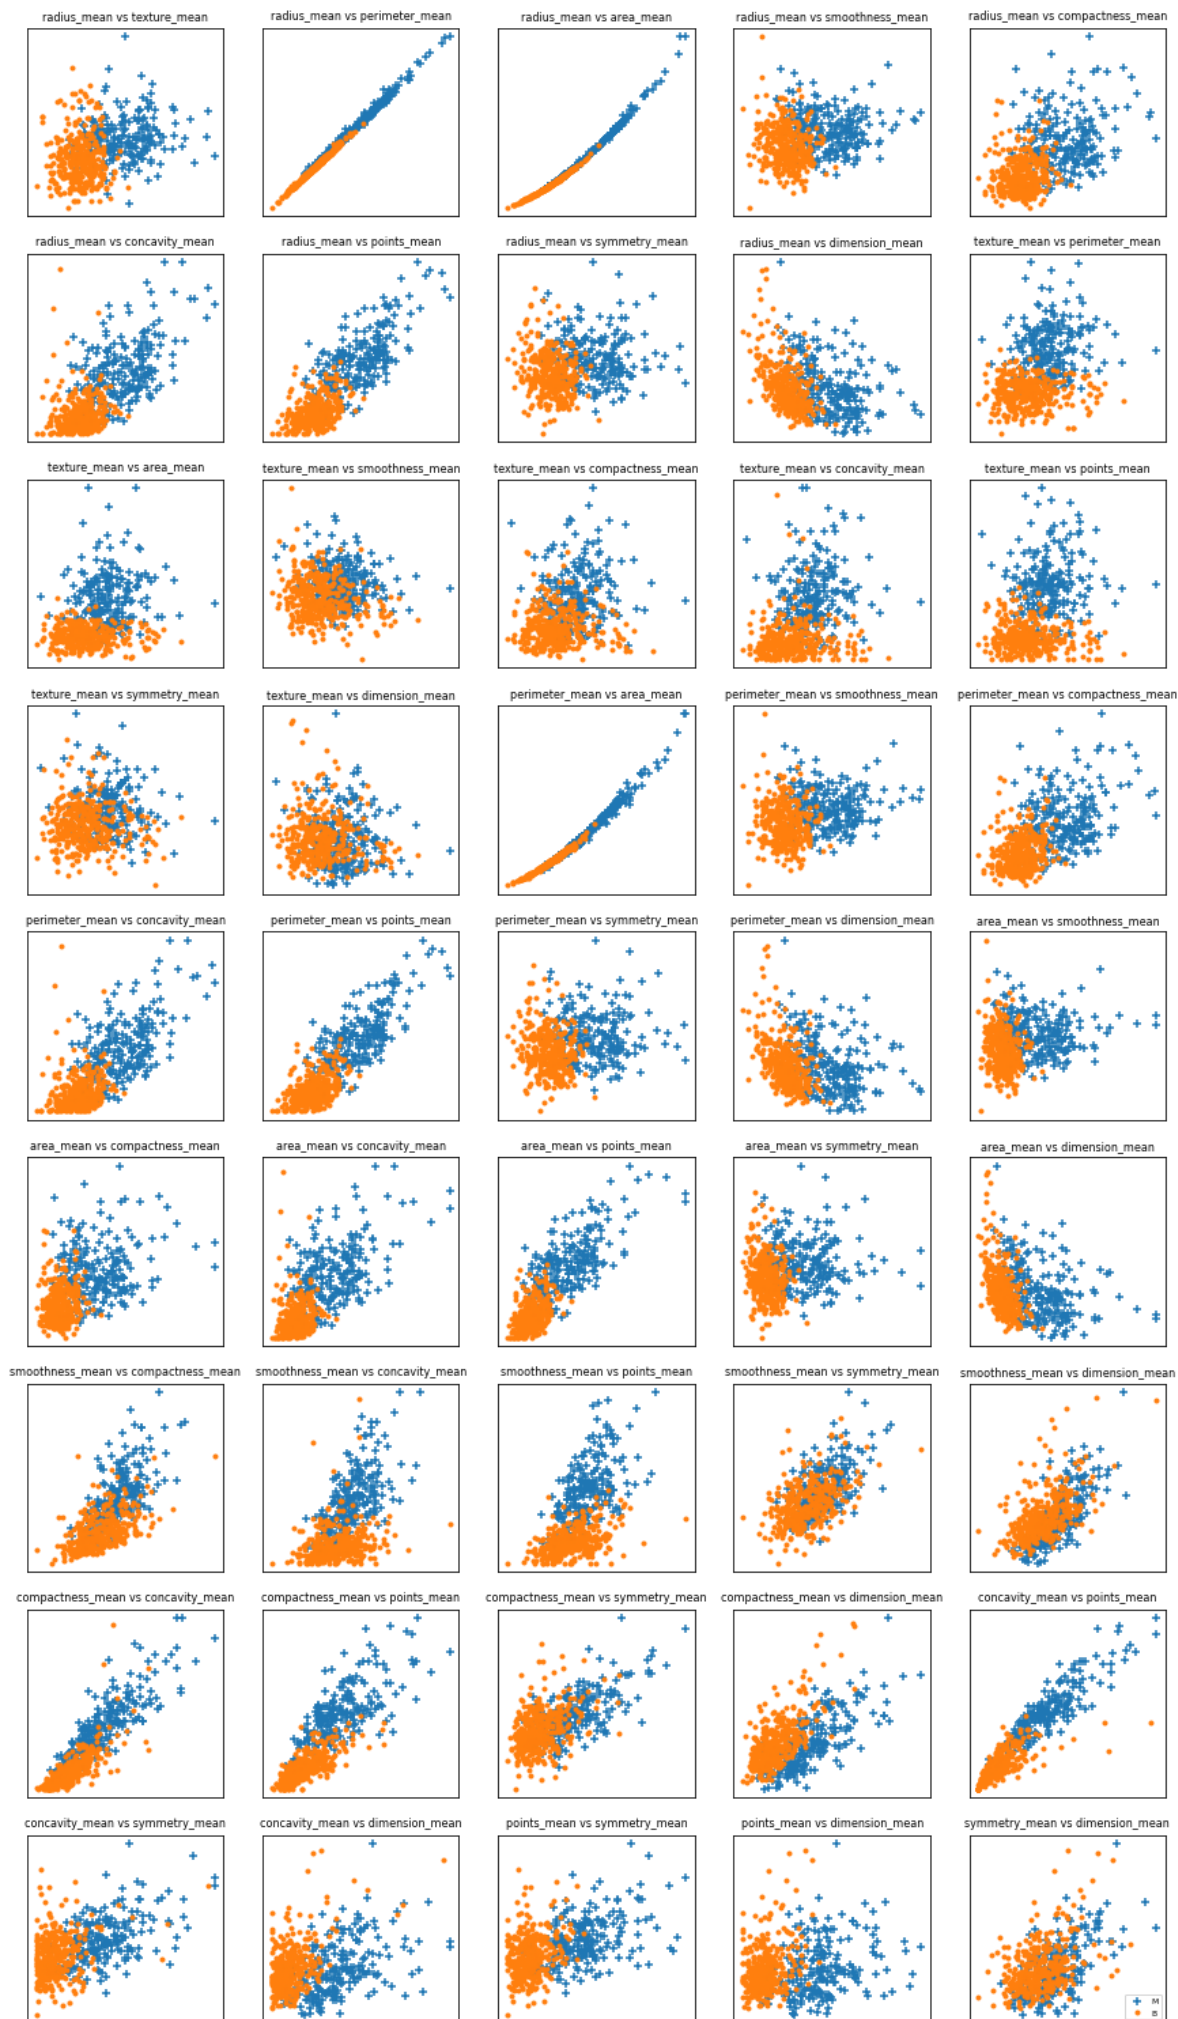 radius_mean vs texture_mean
radius_mean vs perimeter_mean
radius_mean vs area_mean
radius_mean vs smoothness_mean
radius_mean vs compactness_mean
radius_mean vs concavity_mean
radius_mean vs points_mean
radius_mean vs symmetry_mean
radius_mean vs dimension_mean
texture_mean vs perimeter_mean
texture_mean vs area_mean
texture_mean vs smoothness_mean
texture_mean vs compactness_mean
texture_mean vs concavity_mean
texture_mean vs points_mean
texture_mean vs symmetry_mean
texture_mean vs dimension_mean
perimeter_mean vs area_mean
perimeter_mean vs smoothness_mean
perimeter_mean vs compactness_mean
perimeter_mean vs concavity_mean
perimeter_mean vs points_mean
perimeter_mean vs symmetry_mean
perimeter_mean vs dimension_mean
area_mean vs smoothness_mean
area_mean vs compactness_mean
area_mean vs concavity_mean
area_mean vs points_mean
area_mean vs symmetry_mean
area_mean vs dimension_mean
smoothness_mean vs compactness_mean
smoothness_mean vs concavity_mean
smoothness_mean vs points_mean
smoothness_mean vs symmetry_mean
smoothness_mean vs dimension_mean
compactness_mean vs concavity_mean
compactness_mean vs points_mean
compactness_mean vs symmetry_mean
compactness_mean vs dimension_mean
concavity_mean vs points_mean
concavity_mean vs symmetry_mean
concavity_mean vs dimension_mean
points_mean vs symmetry_mean
points_mean vs dimension_mean
symmetry_mean vs dimension_mean
M
B